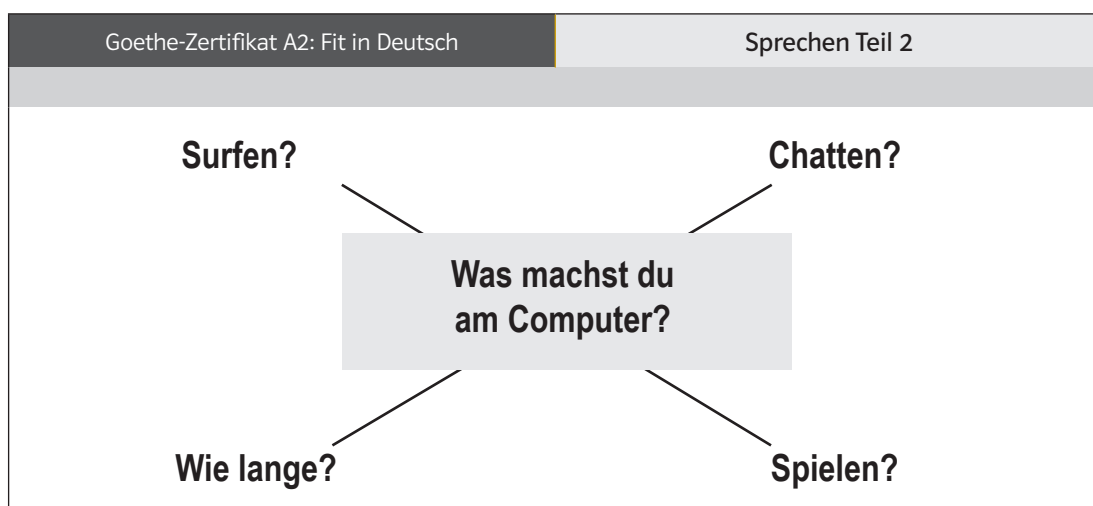 Goethe-Zertifikat A2: Fit in Deutsch
Sprechen Teil 2
Surfen?
Chatten?
Was machst du
am Computer?
Wie lange?
Spielen?